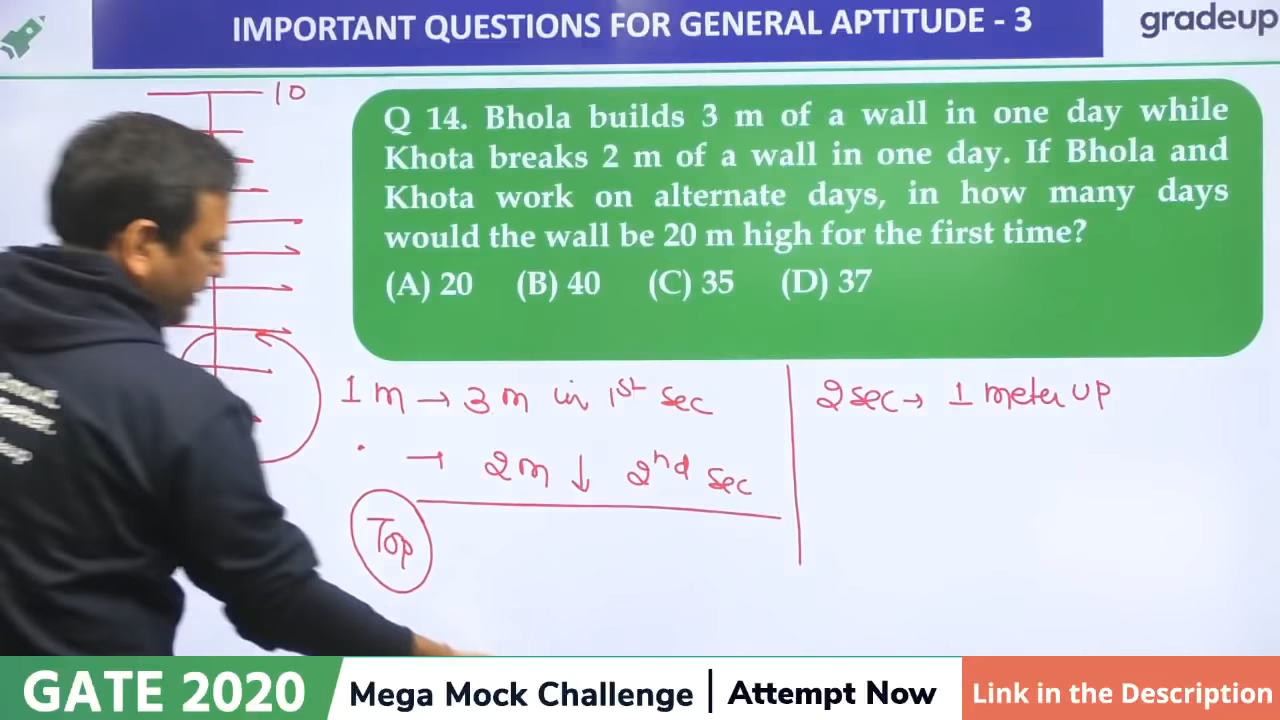 IMPORTANT QUESTIONS FOR GENERAL APTITUDE - 3
gradeup
10
Q 14. Bhola builds 3 m of a wall in one day while
Khota breaks 2 m of a wall in one day. If Bhola and
Khota work on alternate days, in how many days
would the wall be 20 m high for the first time?
(A) 20 (B) 40 (C) 35 (D) 37
1 m → 3 m in 1st sec
→ 2m ↓ 2nd sec
Top
2 sec → 1 meter up
GATE 2020
Mega Mock Challenge | Attempt Now
Link in the Description